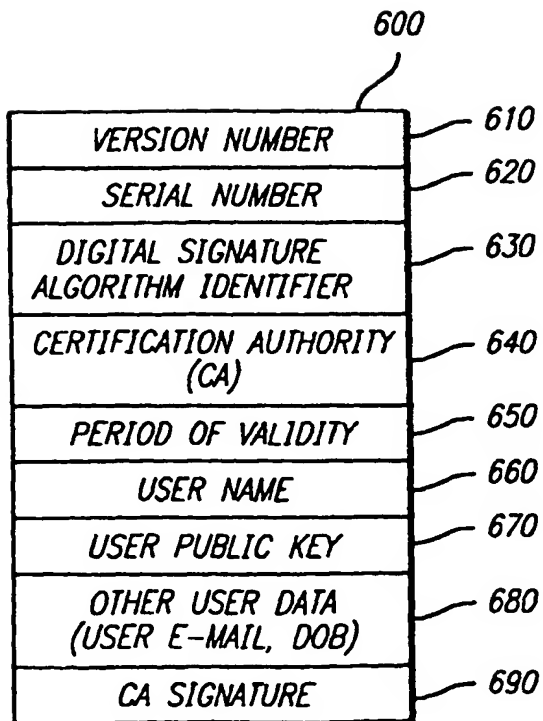 600
VERSION NUMBER 610
SERIAL NUMBER 620
DIGITAL SIGNATURE
ALGORITHM IDENTIFIER 630
CERTIFICATION AUTHORITY
(CA) 640
PERIOD OF VALIDITY 650
USER NAME 660
USER PUBLIC KEY 670
OTHER USER DATA
(USER E-MAIL, DOB) 680
CA SIGNATURE 690